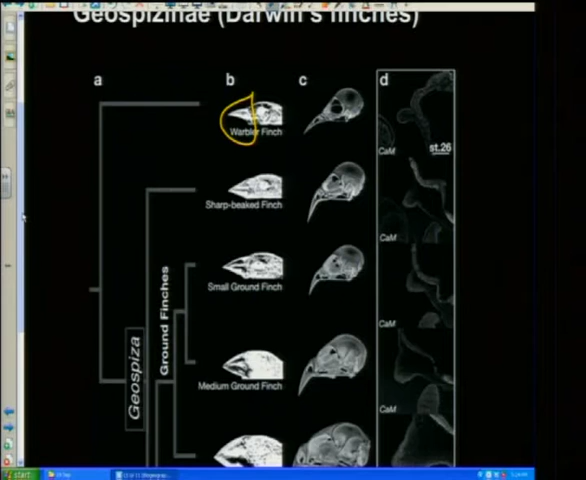 Geospizinae (Darwin's finches)
a b c d
Warbler Finch
CaM st.26
Sharp-beaked Finch
CaM
Small Ground Finch
CaM
Medium Ground Finch
CaM
Geospiza
Ground Finches
start